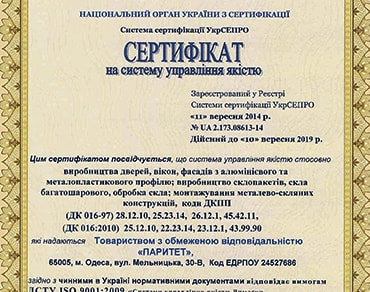 НАЦІОНАЛЬНИЙ ОРГАН УКРАЇНИ З СЕРТИФІКАЦІЇ
Система сертифікації УкрСЕПРО
СЕРТИФІКАТ
на систему управління якістю
Зареєстрований у Реєстрі
Системи сертифікації УкрСЕПРО
«11» вересня 2014 р.
№ UA 2.173.08613-14
Дійсний до «10» вересня 2019 р.
Цим сертифікатом посвідчується, що система управління якістю стосовно
виробництва дверей, вікон, фасадів з алюмінієвого та
металопластикового профілю; виробництво склопакетів, скла
багатошарового, обробка скла; монтажування металево-скляних
конструкцій, коди ДКПП
(ДК 016-97) 28.12.10, 25.23.14, 26.12.1, 45.42.11,
(ДК 016:2010) 25.12.10, 22.23.14, 23.12.1, 43.99.90
які надаються Товариством з обмеженою відповідальністю
«ПАРИТЕТ»,
65005, м. Одеса, вул. Мельницька, 30-В, Код ЄДРПОУ 24527686
згідно з чинними в Україні нормативними документами відповідає вимогам
ДСТУ ISO 9001:2009